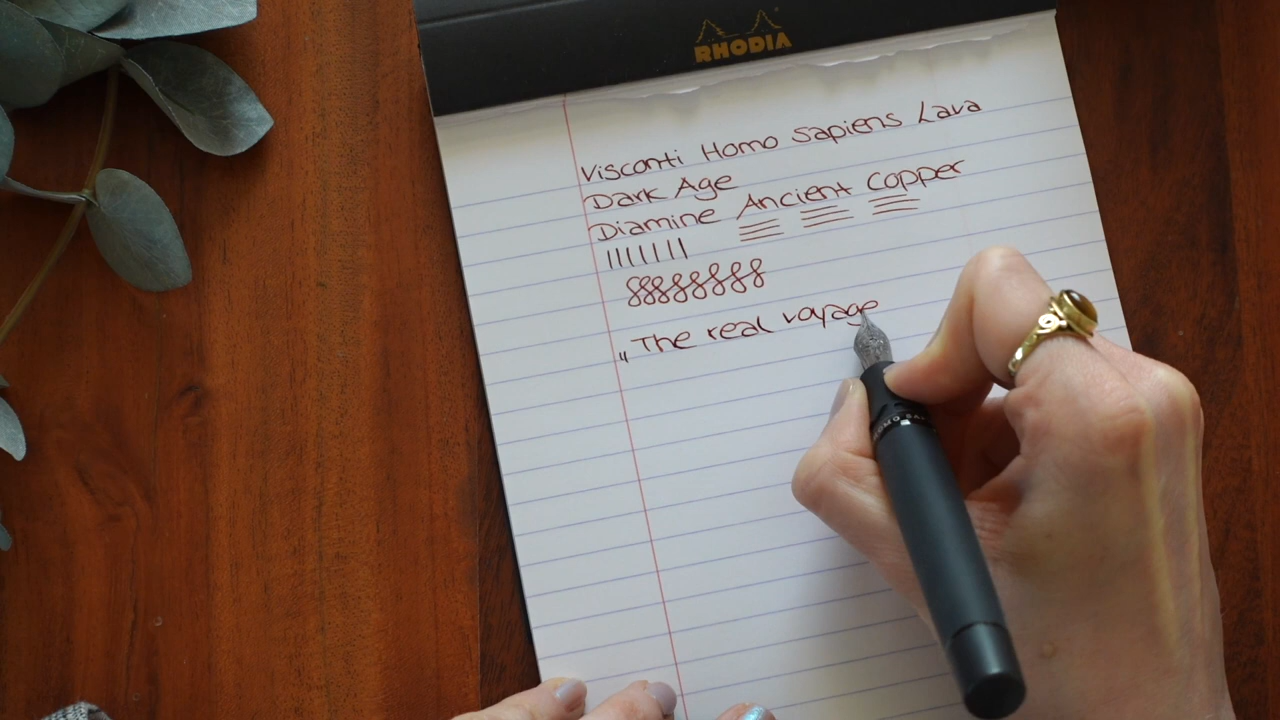 RHODIA
Visconti Homo Sapiens Lava
Dark Age
Diamine Ancient Copper
„The real voyage